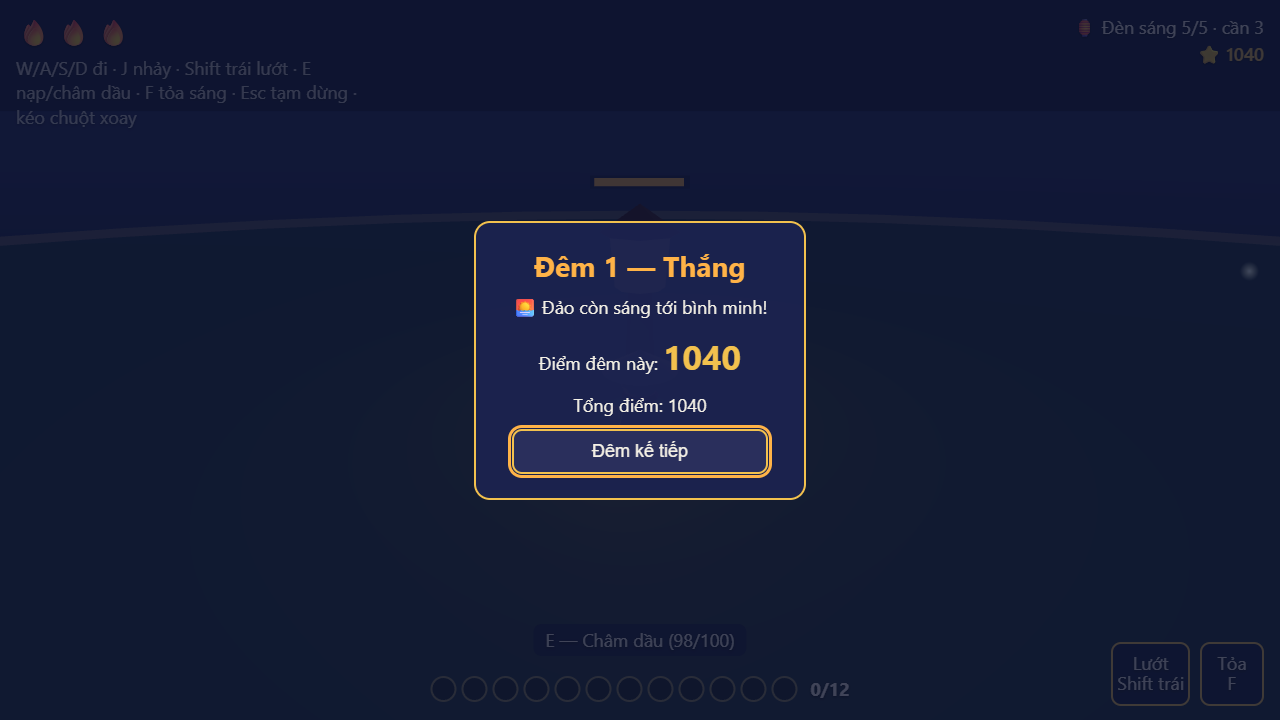 W/A/S/D đi · J nhảy · Shift trái lướt · E
nạp/châm dầu · F tỏa sáng · Esc tạm dừng ·
kéo chuột xoay
Đèn sáng 5/5 · cần 3
1040
Đêm 1 — Thắng
Đảo còn sáng tới bình minh!
Điểm đêm này: 1040
Tổng điểm: 1040
Đêm kế tiếp
E — Châm dầu (98/100)
0/12
Lướt
Shift trái
Tỏa
F